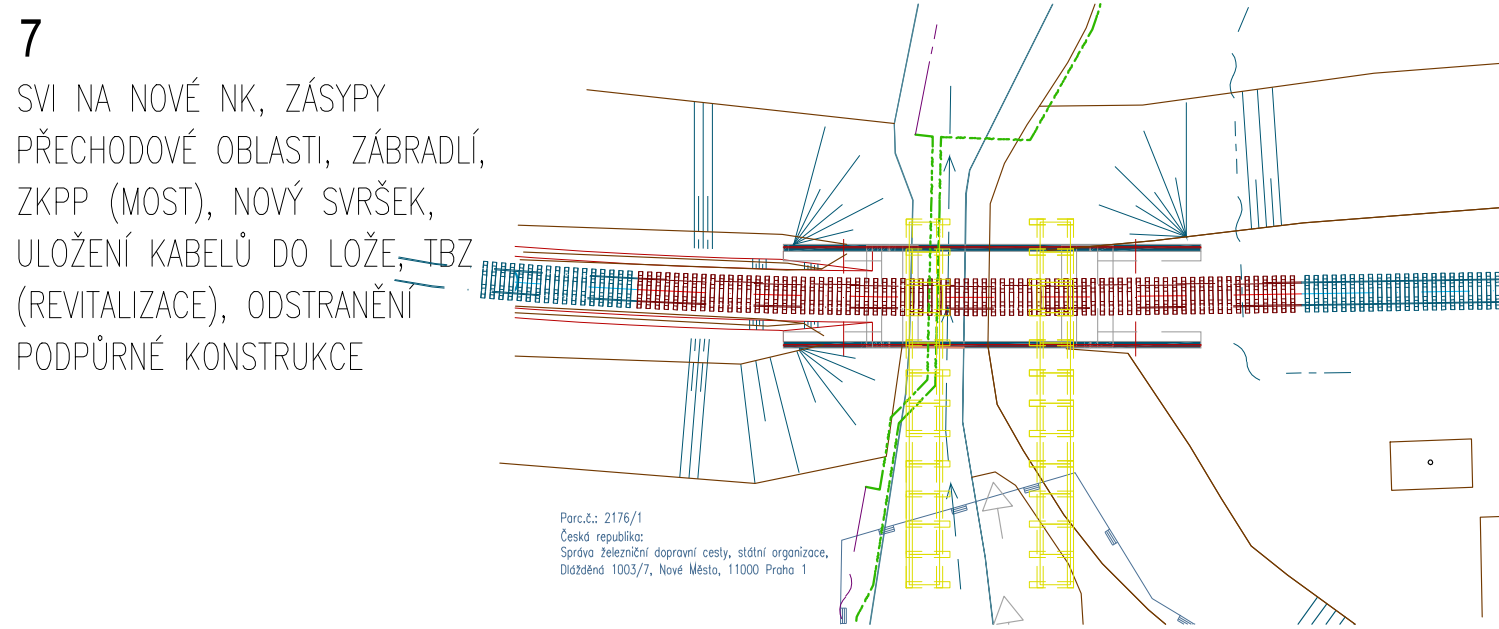 7
SVI NA NOVÉ NK, ZÁSYPY
PŘECHODOVÉ OBLASTI, ZÁBRADLÍ,
ZKPP (MOST), NOVÝ SVRŠEK,
ULOŽENÍ KABELŮ DO LOŽE, TBZ
(REVITALIZACE), ODSTRANĚNÍ
PODPŮRNÉ KONSTRUKCE
Parc.č.: 2176/1
Česká republika:
Správa železniční dopravní cesty, státní organizace,
Dlážděná 1003/7, Nové Město, 11000 Praha 1